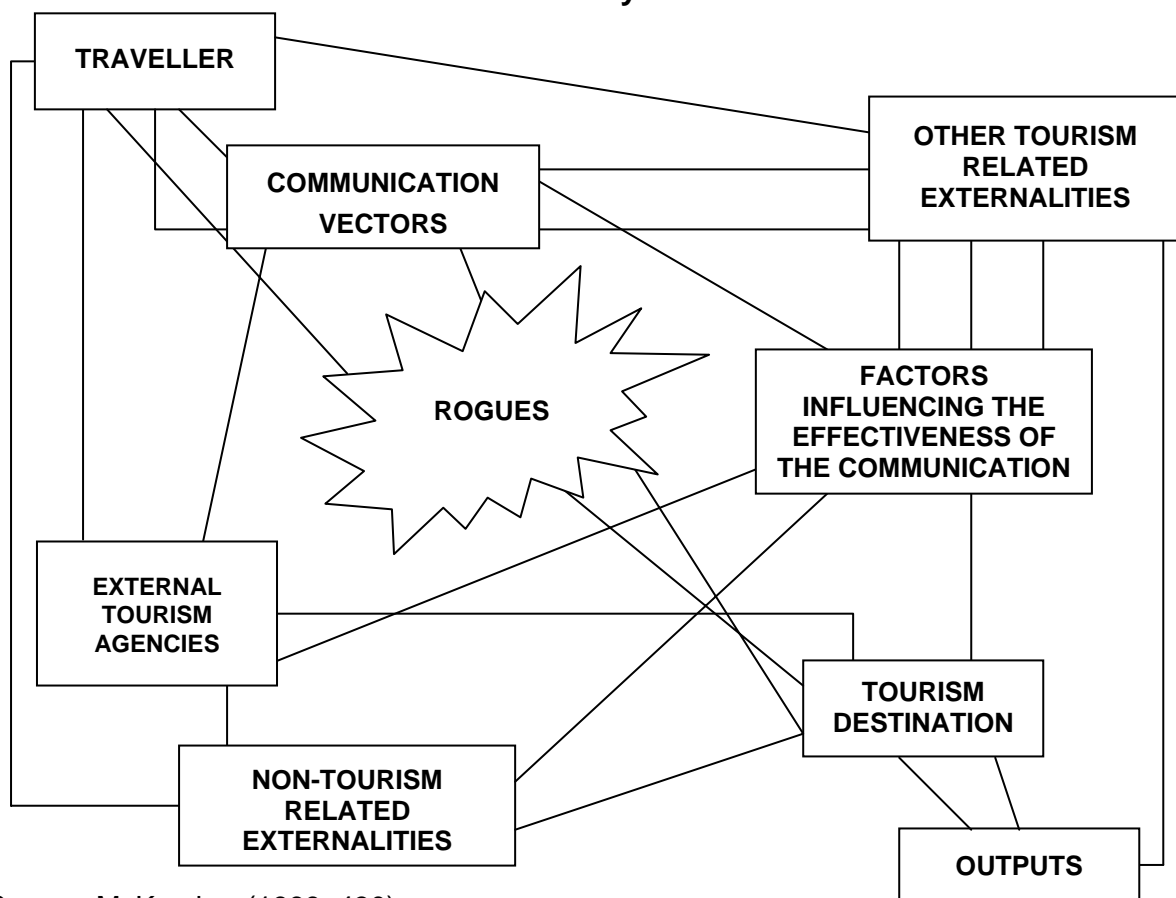 TRAVELLER
OTHER TOURISM
RELATED
EXTERNALITIES
COMMUNICATION
VECTORS
ROGUES
FACTORS
INFLUENCING THE
EFFECTIVENESS OF
THE COMMUNICATION
EXTERNAL
TOURISM
AGENCIES
TOURISM
DESTINATION
NON-TOURISM
RELATED
EXTERNALITIES
OUTPUTS